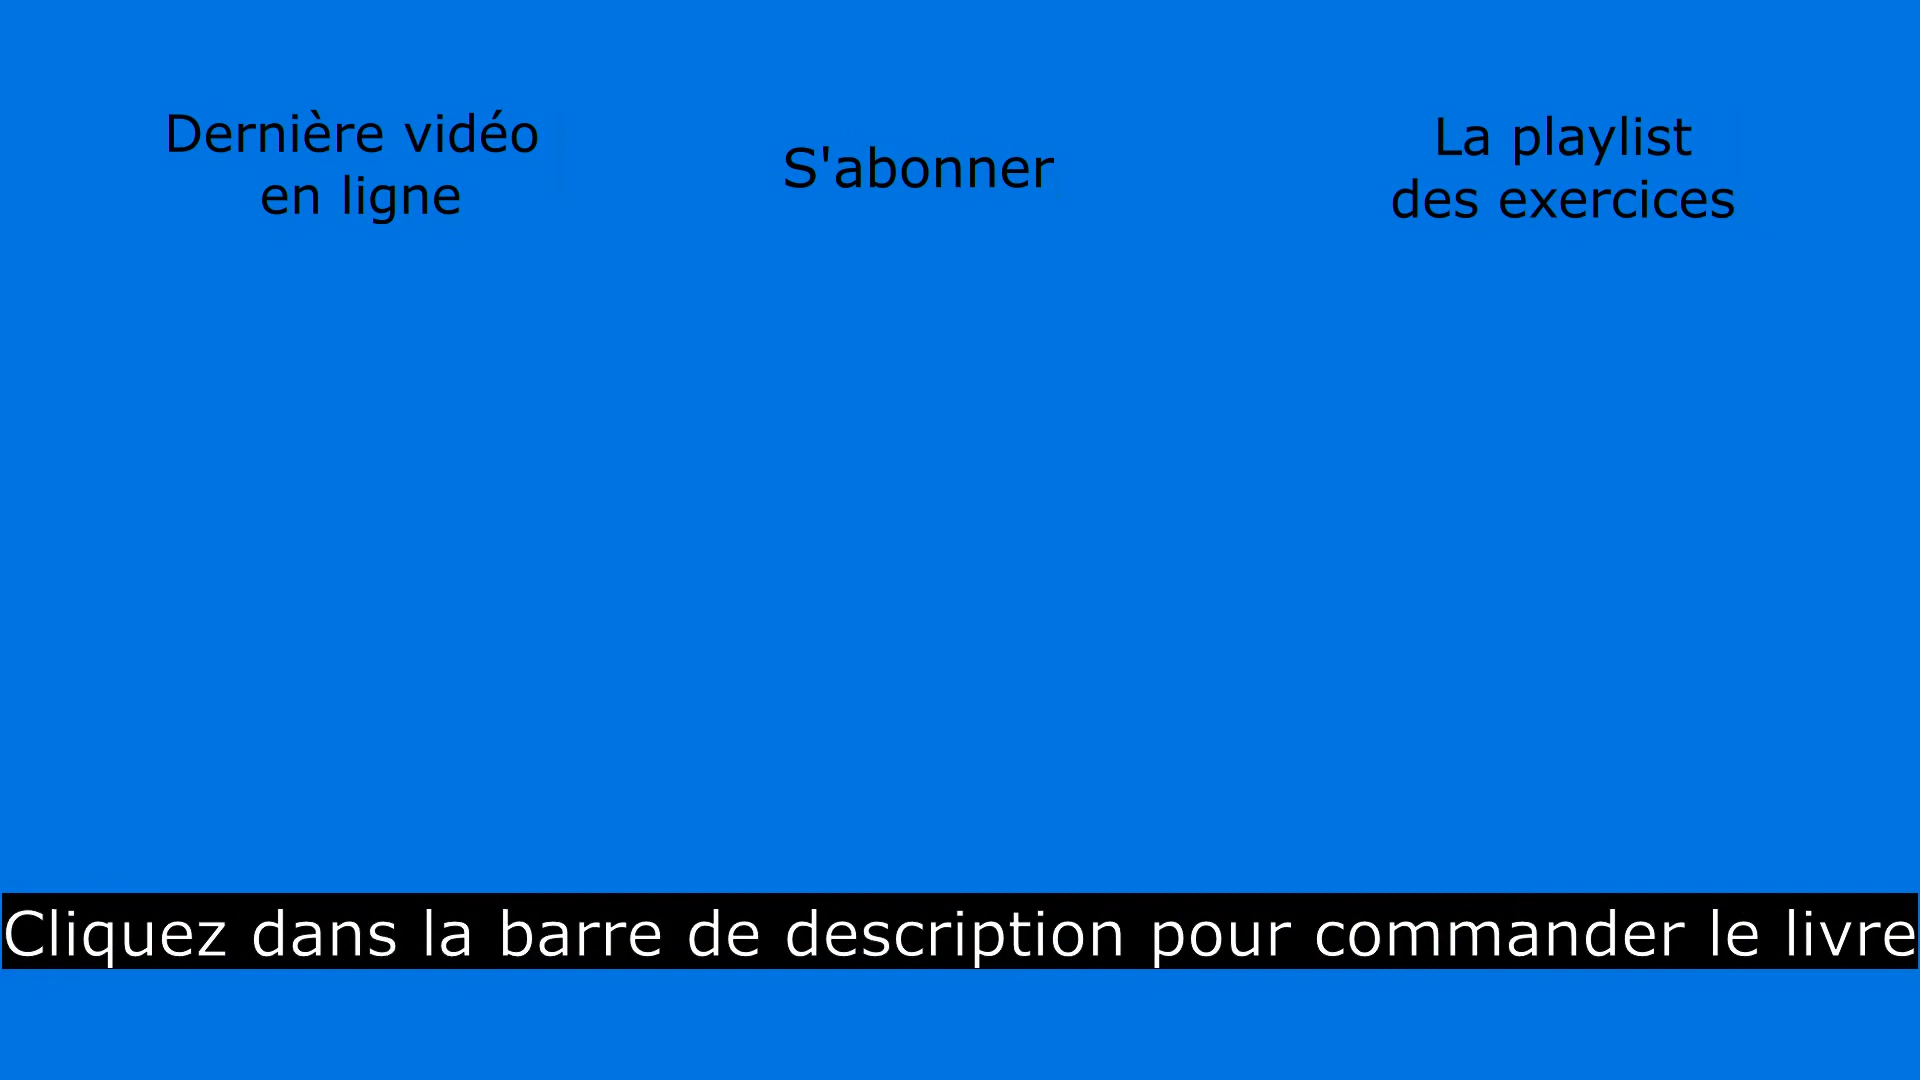 Dernière vidéo
en ligne
S'abonner
La playlist
des exercices
Cliquez dans la barre de description pour commander le livre